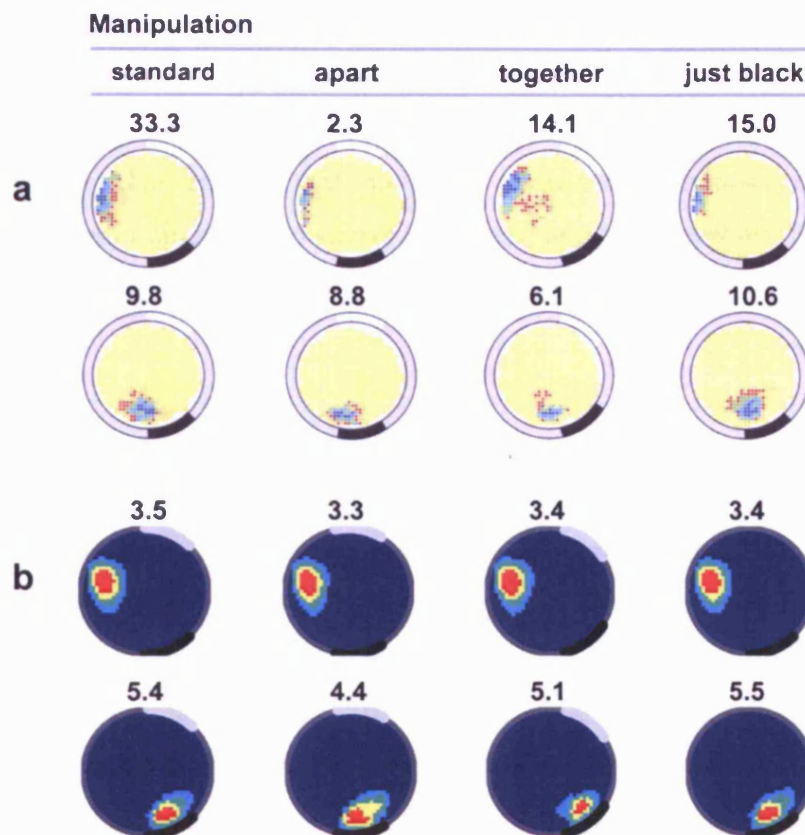 Manipulation
standard apart together just black
33.3 2.3 14.1 15.0
a
9.8 8.8 6.1 10.6
3.5 3.3 3.4 3.4
b
5.4 4.4 5.1 5.5